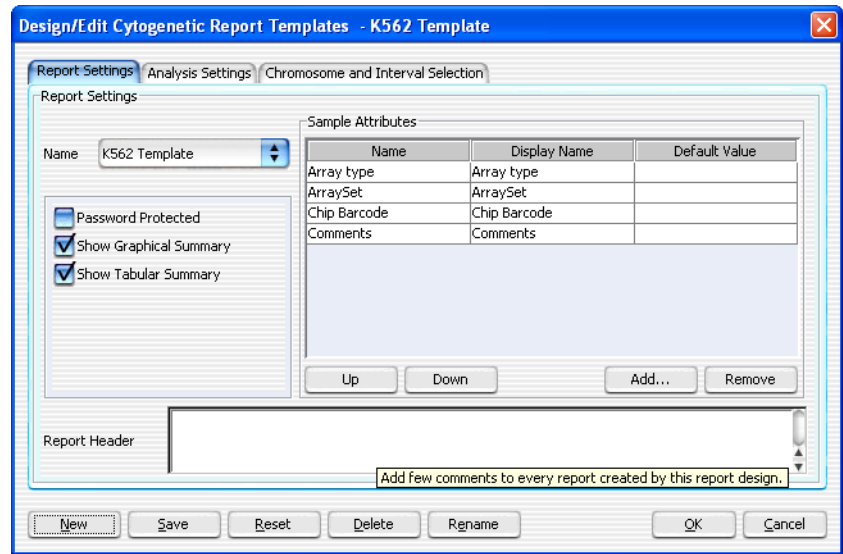 Design/Edit Cytogenetic Report Templates - K562 Template
Report Settings Analysis Settings Chromosome and Interval Selection
Report Settings
Name K562 Template
Password Protected
Show Graphical Summary
Show Tabular Summary
Sample Attributes
Name Display Name Default Value
Array type Array type
ArraySet ArraySet
Chip Barcode Chip Barcode
Comments Comments
Up Down Add... Remove
Report Header
Add few comments to every report created by this report design.
New Save Reset Delete Rename OK Cancel